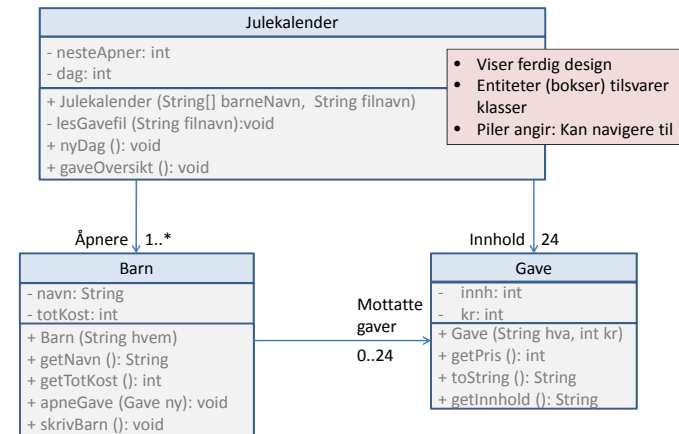 Julekalender
- nesteApner: int
- dag: int
+ Julekalender (String[] barneNavn, String filnavn)
- lesGavefil (String filnavn):void
+ nyDag (): void
+ gaveOversikt (): void
• Viser ferdig design
• Entiteter (bokser) tilsvarer
klasser
• Piler angir: Kan navigere til
Åpnere 1..*
Innhold 24
Barn
- navn: String
- totKost: int
+ Barn (String hvem)
+ getNavn (): String
+ getTotKost (): int
+ apneGave (Gave ny): void
+ skrivBarn (): void
Mottatte
gaver
0..24
Gave
- innh: int
- kr: int
+ Gave (String hva, int kr)
+ getPris (): int
+ toString (): String
+ getInnhold (): String